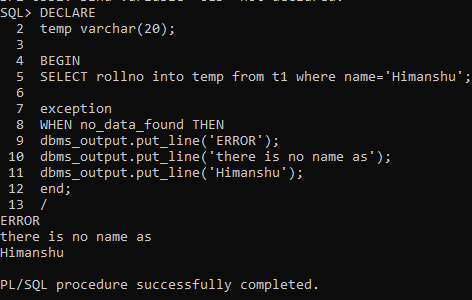 SQL> DECLARE
2 temp varchar(20);
3
4 BEGIN
5 SELECT rollno into temp from t1 where name='Himanshu';
6
7 exception
8 WHEN no_data_found THEN
9 dbms_output.put_line('ERROR');
10 dbms_output.put_line('there is no name as');
11 dbms_output.put_line('Himanshu');
12 end;
13 /
ERROR
there is no name as
Himanshu
PL/SQL procedure successfully completed.